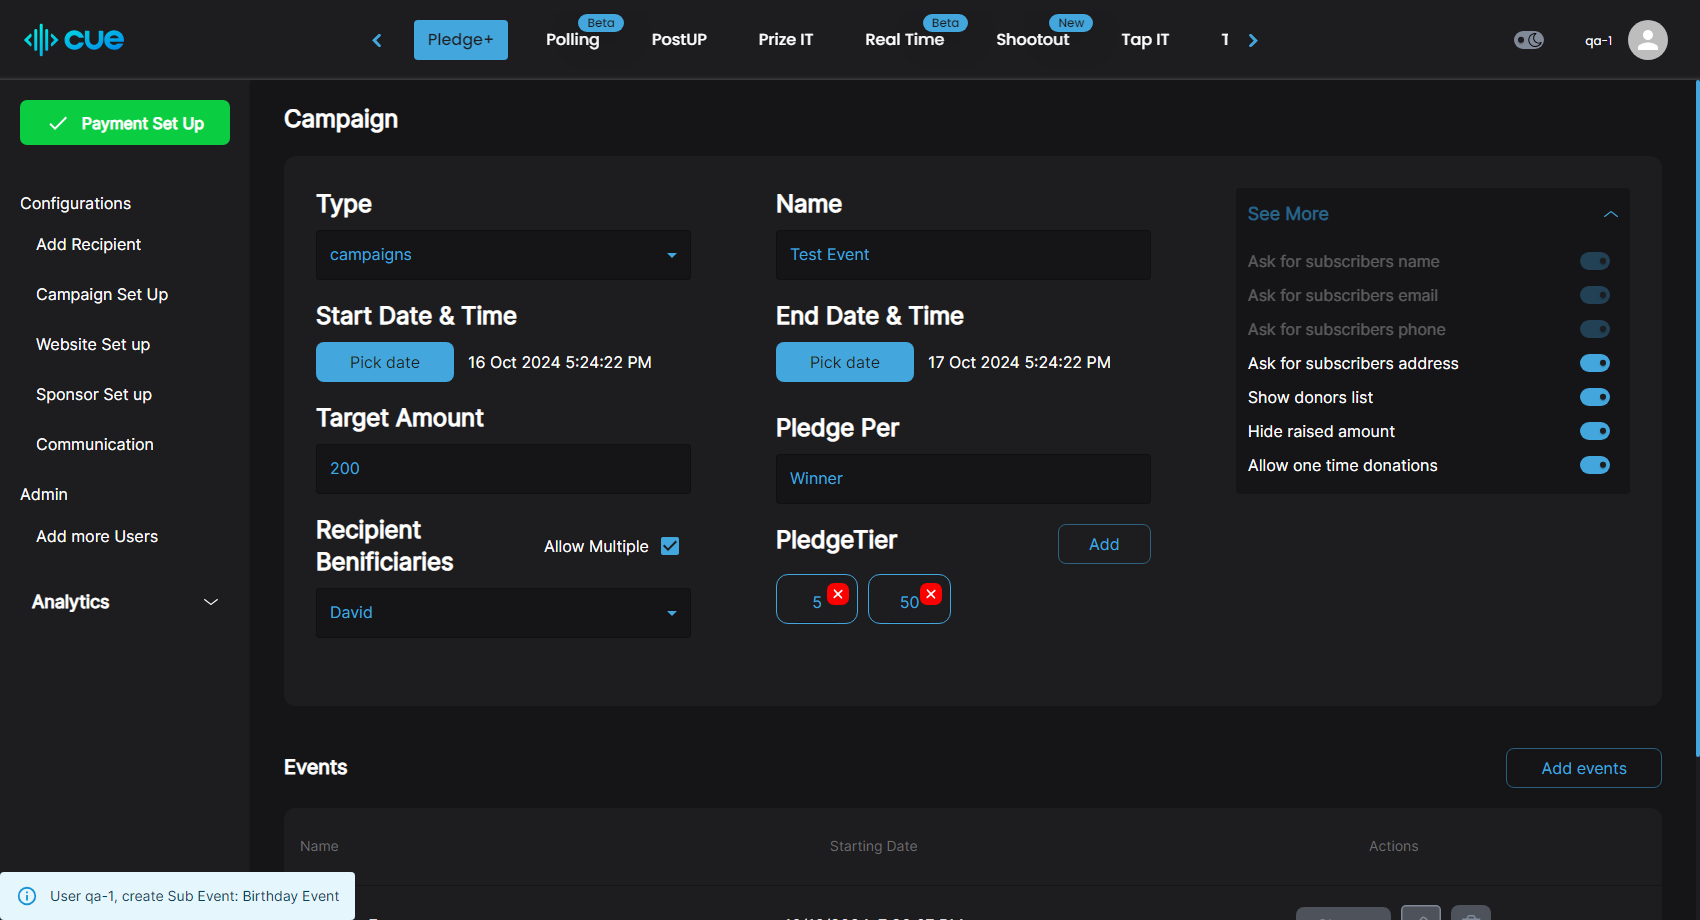 cue
Pledge+
Polling
Beta
PostUP
Prize IT
Real Time
Beta
Shootout
New
Tap IT
T
qa-1
Payment Set Up
Configurations
Add Recipient
Campaign Set Up
Website Set up
Sponsor Set up
Communication
Admin
Add more Users
Analytics
Campaign
Type
campaigns
Name
Test Event
Start Date & Time
Pick date 16 Oct 2024 5:24:22 PM
End Date & Time
Pick date 17 Oct 2024 5:24:22 PM
Target Amount
200
Pledge Per
Winner
Recipient
Benificiaries
Allow Multiple
David
PledgeTier
Add
5
50
See More
Ask for subscribers name
Ask for subscribers email
Ask for subscribers phone
Ask for subscribers address
Show donors list
Hide raised amount
Allow one time donations
Events
Add events
Name Starting Date Actions
User qa-1, create Sub Event: Birthday Event